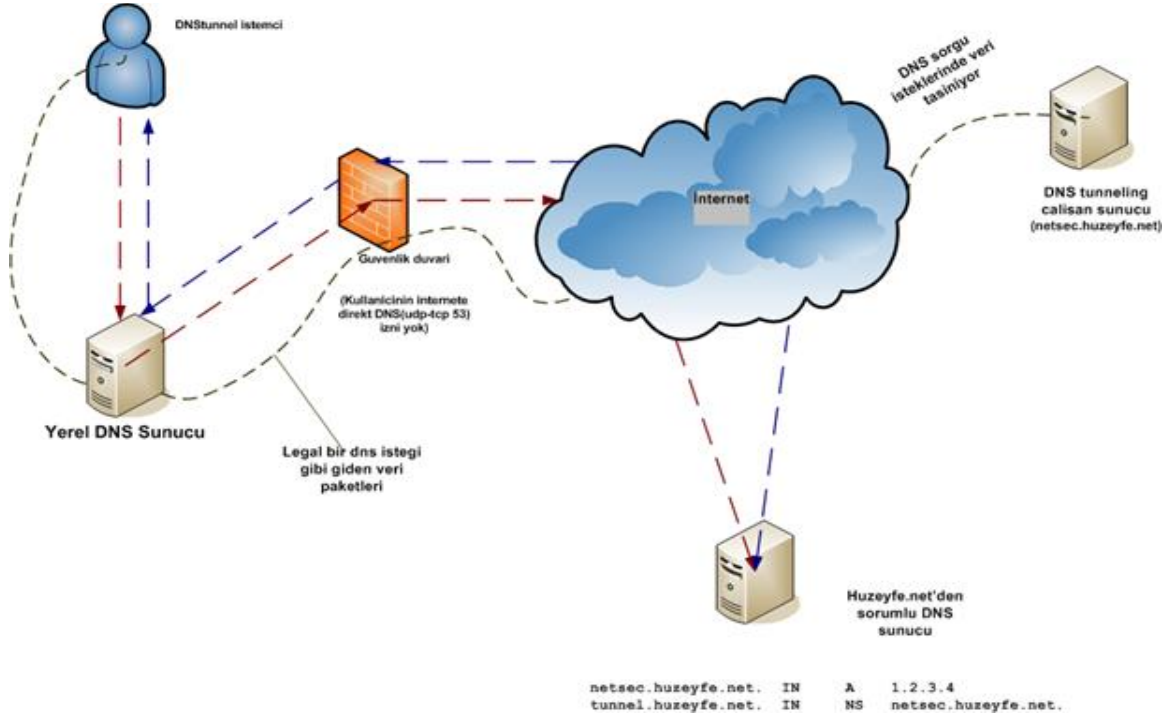 DNStunnel istemci
DNS sorgu
isteklerinde veri
tasiniyor
Internet
DNS tunneling
calisan sunucu
(netsec.huzeyfe.net)
Guvenlik duvari
(Kullanicinin internete
direkt DNS(udp-tcp 53)
izni yok)
Yerel DNS Sunucu
Legal bir dns istegi
gibi giden veri
paketleri
Huzeyfe.net'den
sorumlu DNS
sunucu
netsec.huzeyfe.net. IN A 1.2.3.4
tunnel.huzeyfe.net. IN NS netsec.huzeyfe.net.